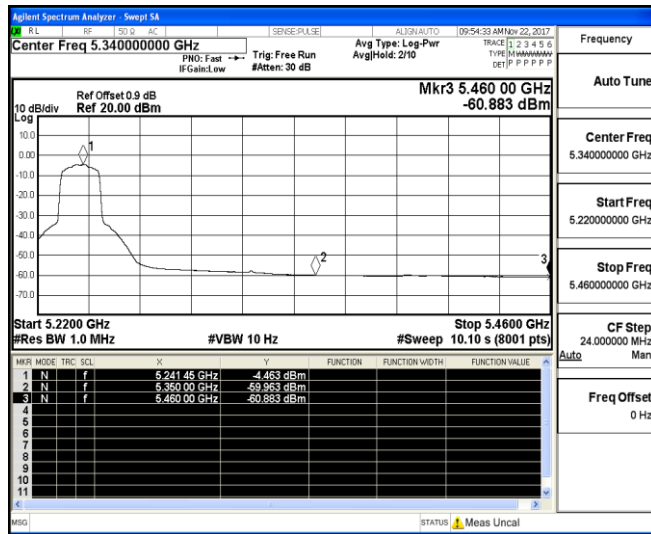 Agilent Spectrum Analyzer - Swept SA
RL RF 50 Ω AC SENSE:PULSE ALIGN AUTO 09:54:33 AM Nov 22, 2017
Center Freq 5.340000000 GHz
PNO: Fast
IFGain:Low
Trig: Free Run
#Atten: 30 dB
Avg Type: Log-Pwr
Avg|Hold: 2/10
TRACE 1 2 3 4 5 6
TYPE M
DET P P P P P P
Frequency
Auto Tune
Mkr3 5.460 00 GHz
-60.883 dBm
Ref Offset 0.9 dB
10 dB/div Ref 20.00 dBm
Log
10.0
0.00
-10.0
-20.0
-30.0
-40.0
-50.0
-60.0
-70.0
1
2
3
Center Freq
5.340000000 GHz
Start Freq
5.220000000 GHz
Stop Freq
5.460000000 GHz
Start 5.2200 GHz Stop 5.4600 GHz
#Res BW 1.0 MHz #VBW 10 Hz #Sweep 10.10 s (8001 pts)
CF Step
24.000000 MHz
Auto Man
Freq Offset
0 Hz
MKR MODE TRC SCL X Y FUNCTION FUNCTION WIDTH FUNCTION VALUE
1 N f 5.241 45 GHz -4.463 dBm
2 N f 5.350 00 GHz -59.963 dBm
3 N f 5.460 00 GHz -60.883 dBm
4
5
6
7
8
9
10
11
MSG STATUS Meas Uncal